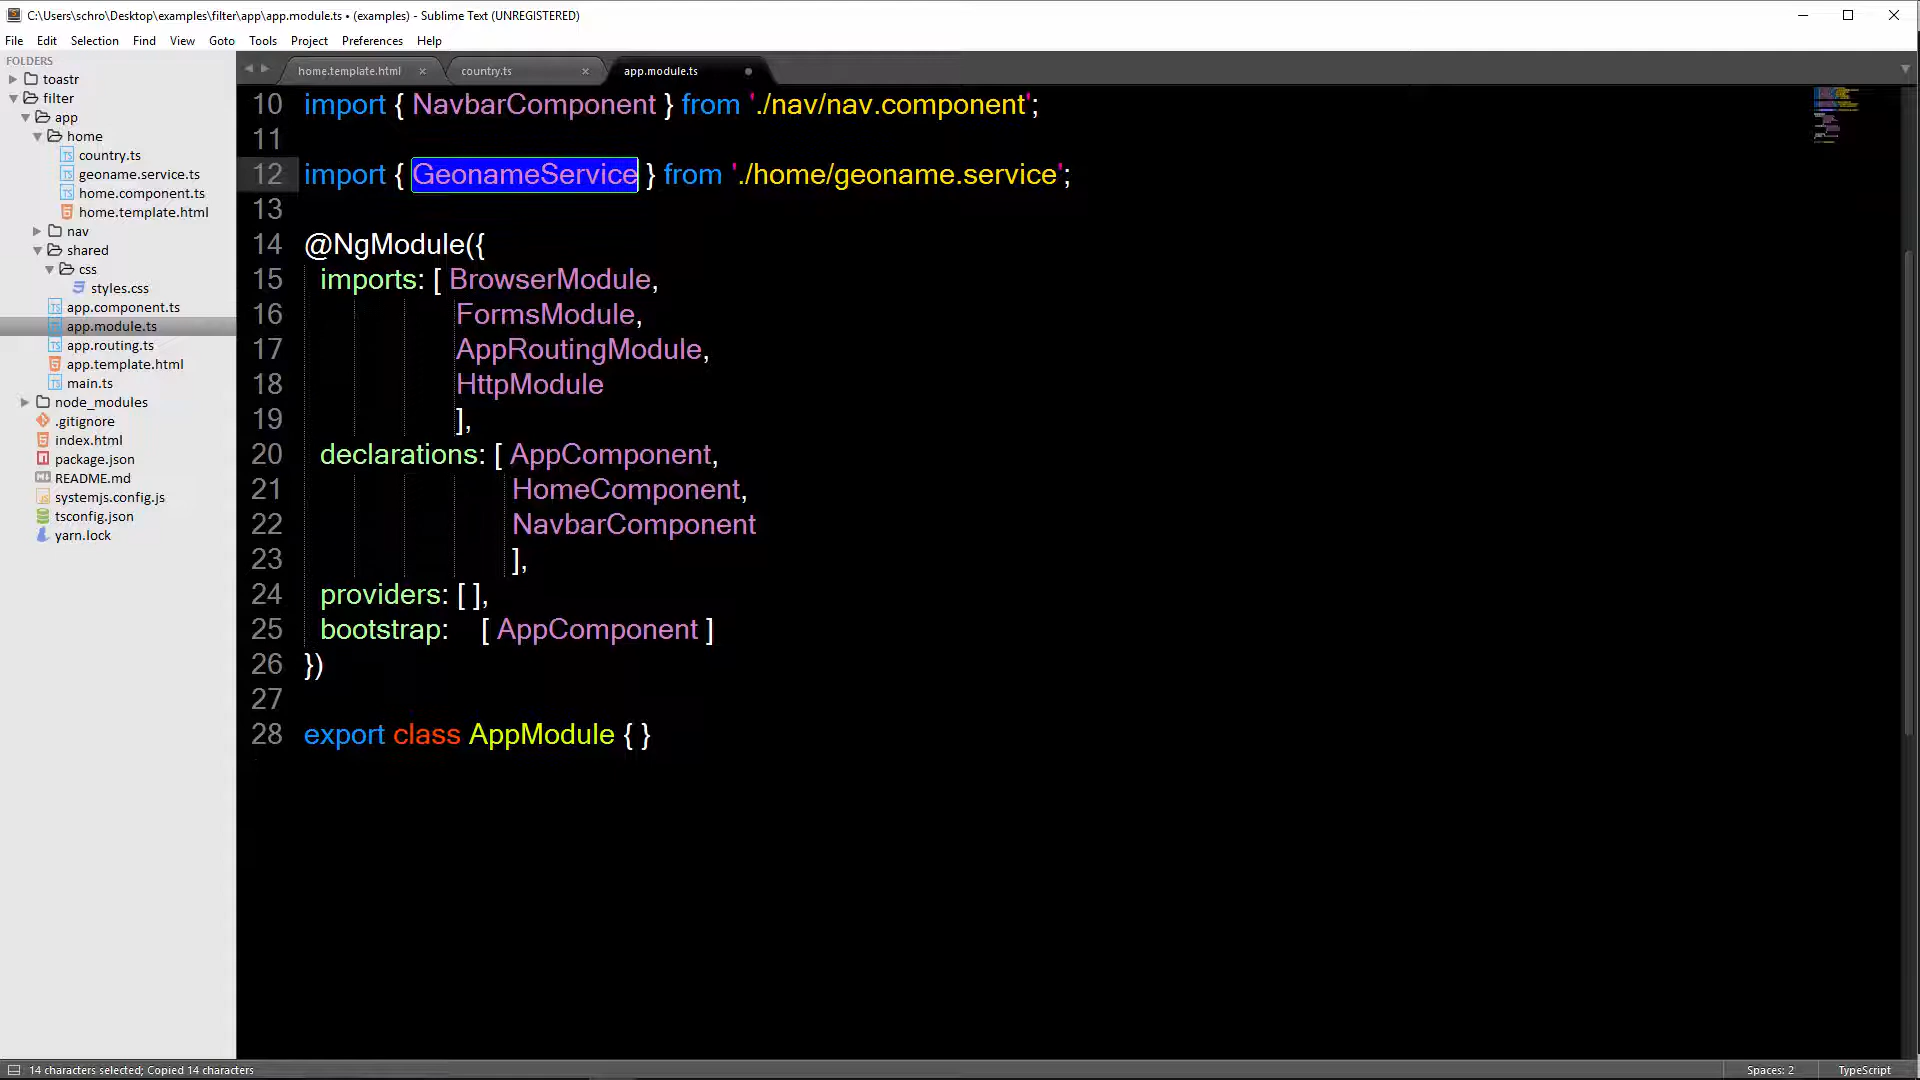 C:\Users\schro\Desktop\examples\filter\app\app.module.ts • (examples) - Sublime Text (UNREGISTERED)
File Edit Selection Find View Goto Tools Project Preferences Help
FOLDERS
toastr
filter
app
home
country.ts
geoname.service.ts
home.component.ts
home.template.html
nav
shared
css
styles.css
app.component.ts
app.module.ts
app.routing.ts
app.template.html
main.ts
node_modules
.gitignore
index.html
package.json
README.md
systemjs.config.js
tsconfig.json
yarn.lock
home.template.html country.ts app.module.ts
10 import { NavbarComponent } from './nav/nav.component';
11
12 import { GeonameService } from './home/geoname.service';
13
14 @NgModule({
15 imports: [ BrowserModule,
16 FormsModule,
17 AppRoutingModule,
18 HttpModule
19 ],
20 declarations: [ AppComponent,
21 HomeComponent,
22 NavbarComponent
23 ],
24 providers: [ ],
25 bootstrap: [ AppComponent ]
26 })
27
28 export class AppModule { }
14 characters selected; Copied 14 characters
Spaces: 2 TypeScript